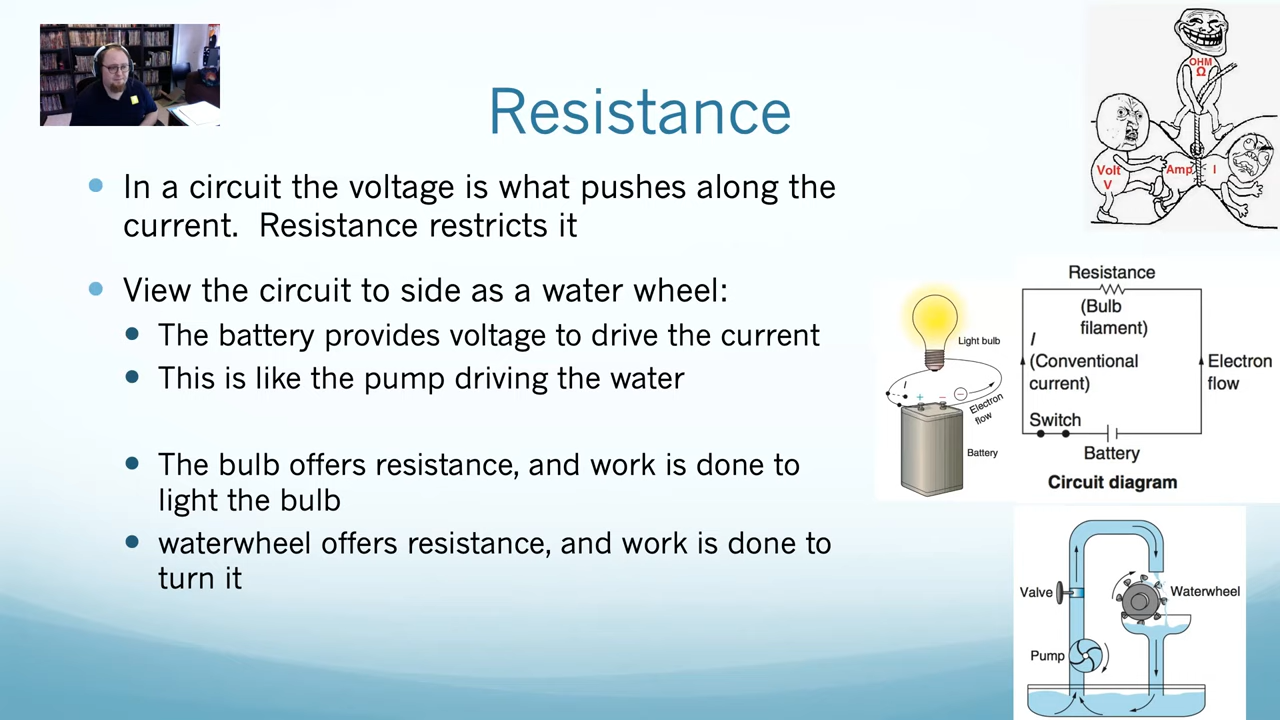 Resistance
In a circuit the voltage is what pushes along the
current.  Resistance restricts it
View the circuit to side as a water wheel:
The battery provides voltage to drive the current
This is like the pump driving the water
The bulb offers resistance, and work is done to
light the bulb
waterwheel offers resistance, and work is done to
turn it
OHM
Ω
Volt
V
Amp
I
Light bulb
I
+
−
−
Electron
flow
Battery
Resistance
(Bulb
filament)
I
(Conventional
current)
Electron
flow
Switch
Battery
Circuit diagram
Valve
Waterwheel
Pump